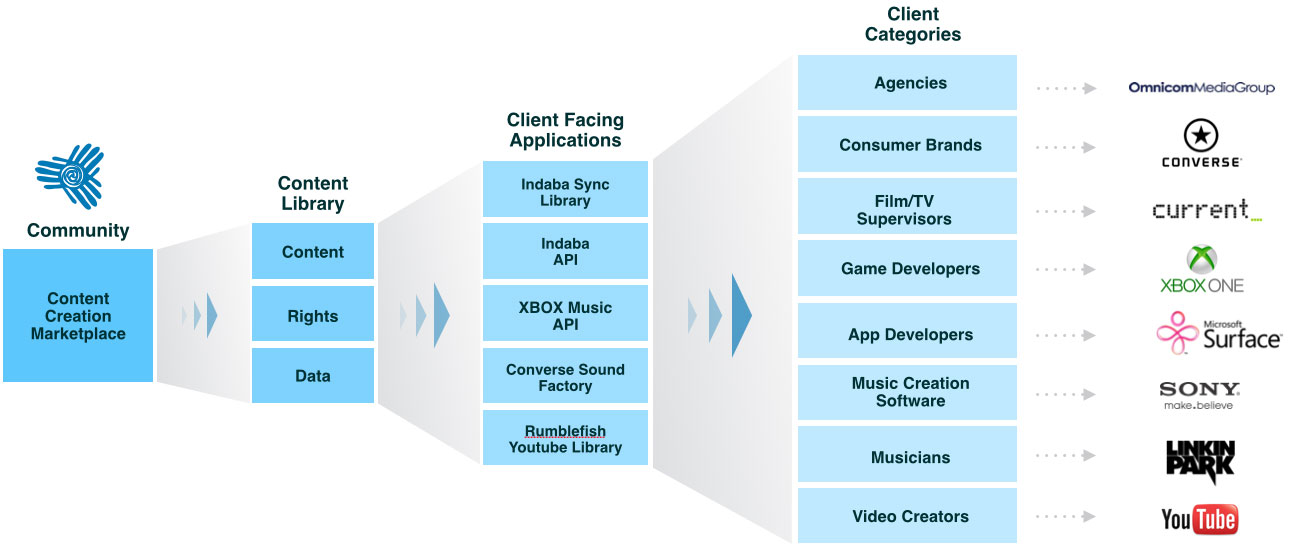 Community
Content
Creation
Marketplace
Content
Library
Content
Rights
Data
Client Facing
Applications
Indaba Sync
Library
Indaba
API
XBOX Music
API
Converse Sound
Factory
Rumblefish
Youtube Library
Client
Categories
Agencies
Consumer Brands
Film/TV
Supervisors
Game Developers
App Developers
Music Creation
Software
Musicians
Video Creators
OmnicomMediaGroup
CONVERSE
current_
XBOX ONE
Microsoft
Surface
SONY
make.believe
LINKIN
PARK
YouTube